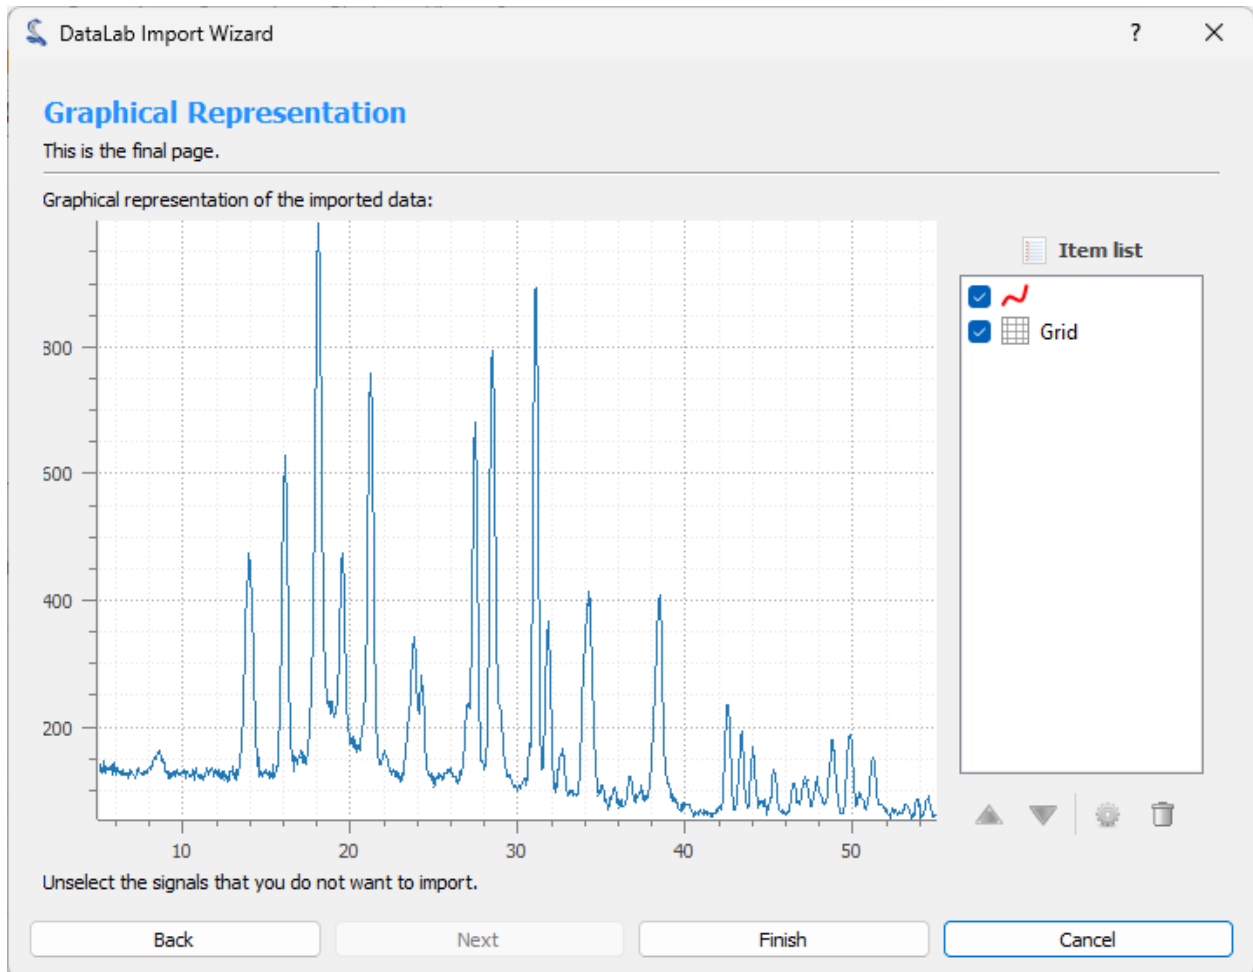 DataLab Import Wizard
?
Graphical Representation
This is the final page.
Graphical representation of the imported data:
Item list
Grid
800
600
400
200
10 20 30 40 50
Unselect the signals that you do not want to import.
Back Next Finish Cancel